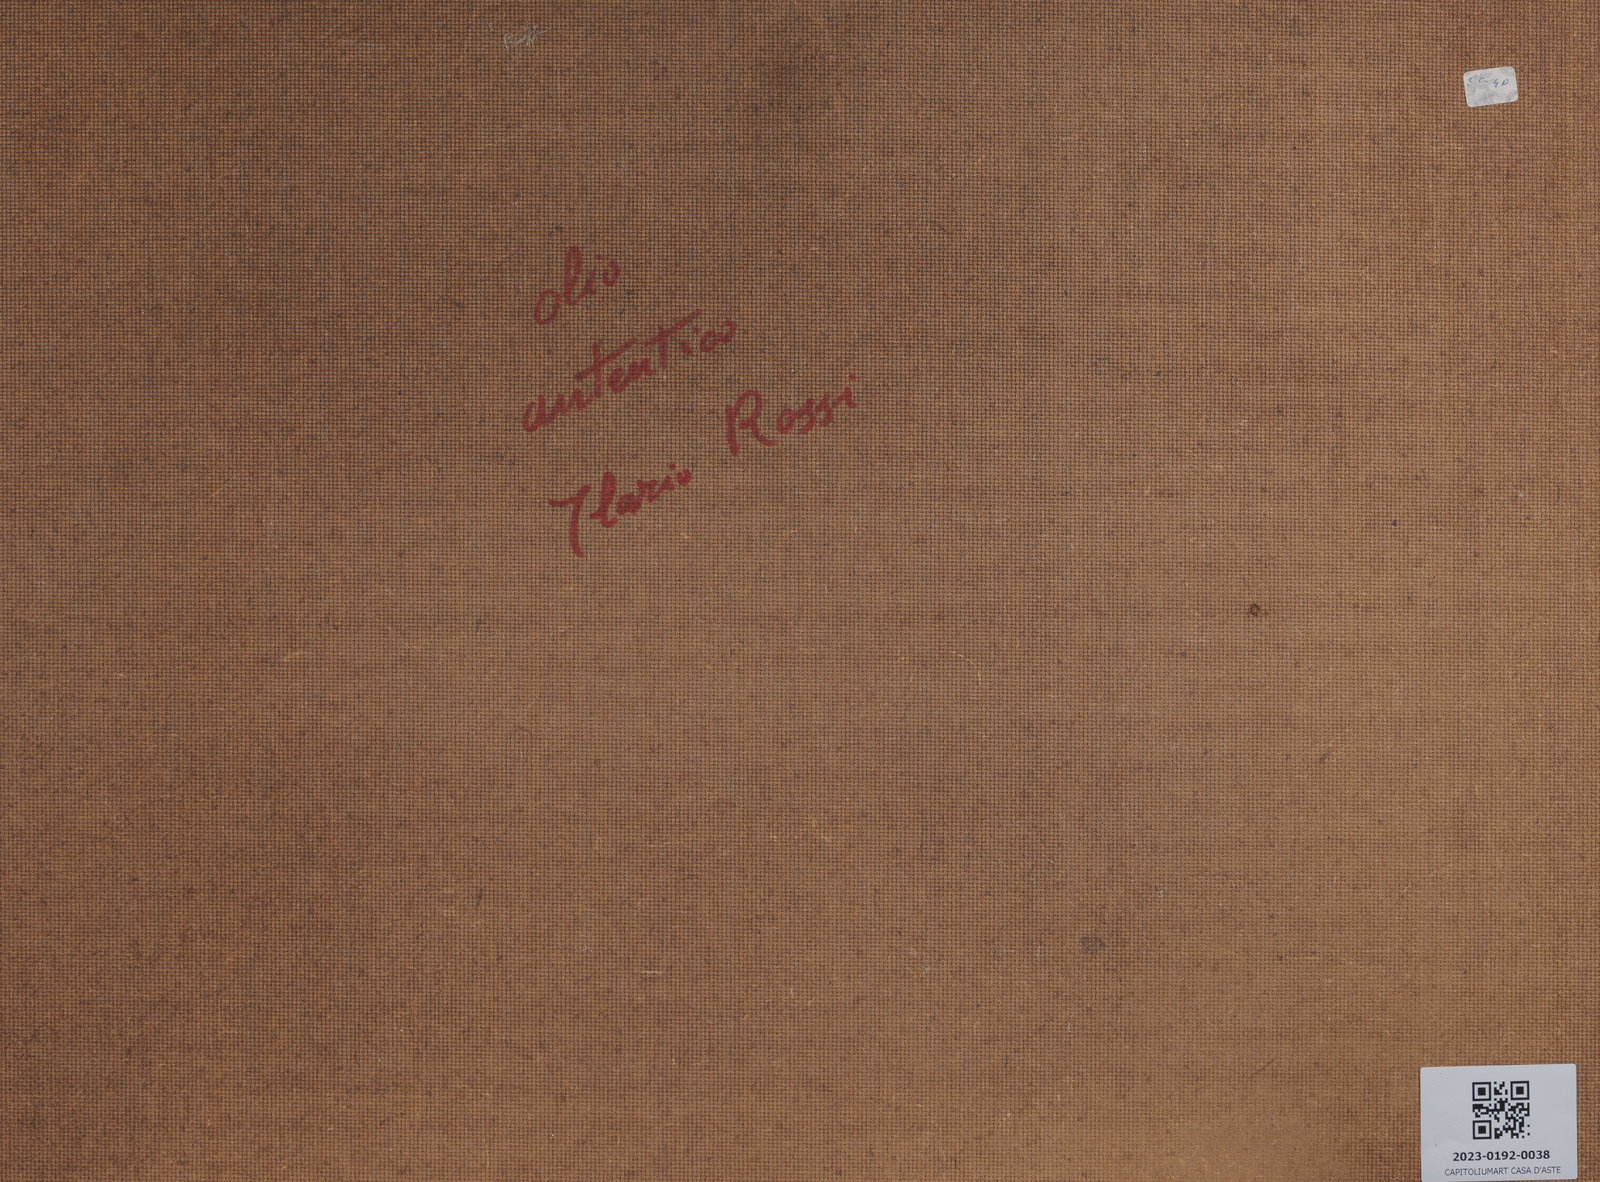 olio
autentico
Ilario Rossi
2023-0192-0038
CAPITOLIUMART CASA D'ASTE